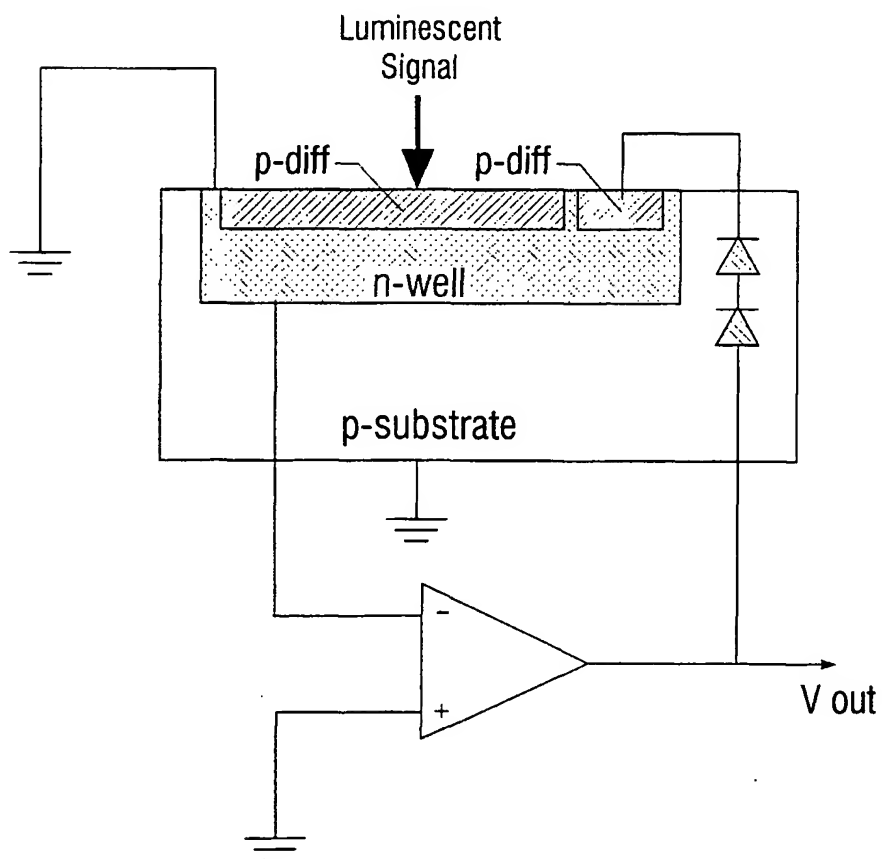 Luminescent
Signal
p-diff
p-diff
n-well
p-substrate
-
+
V out